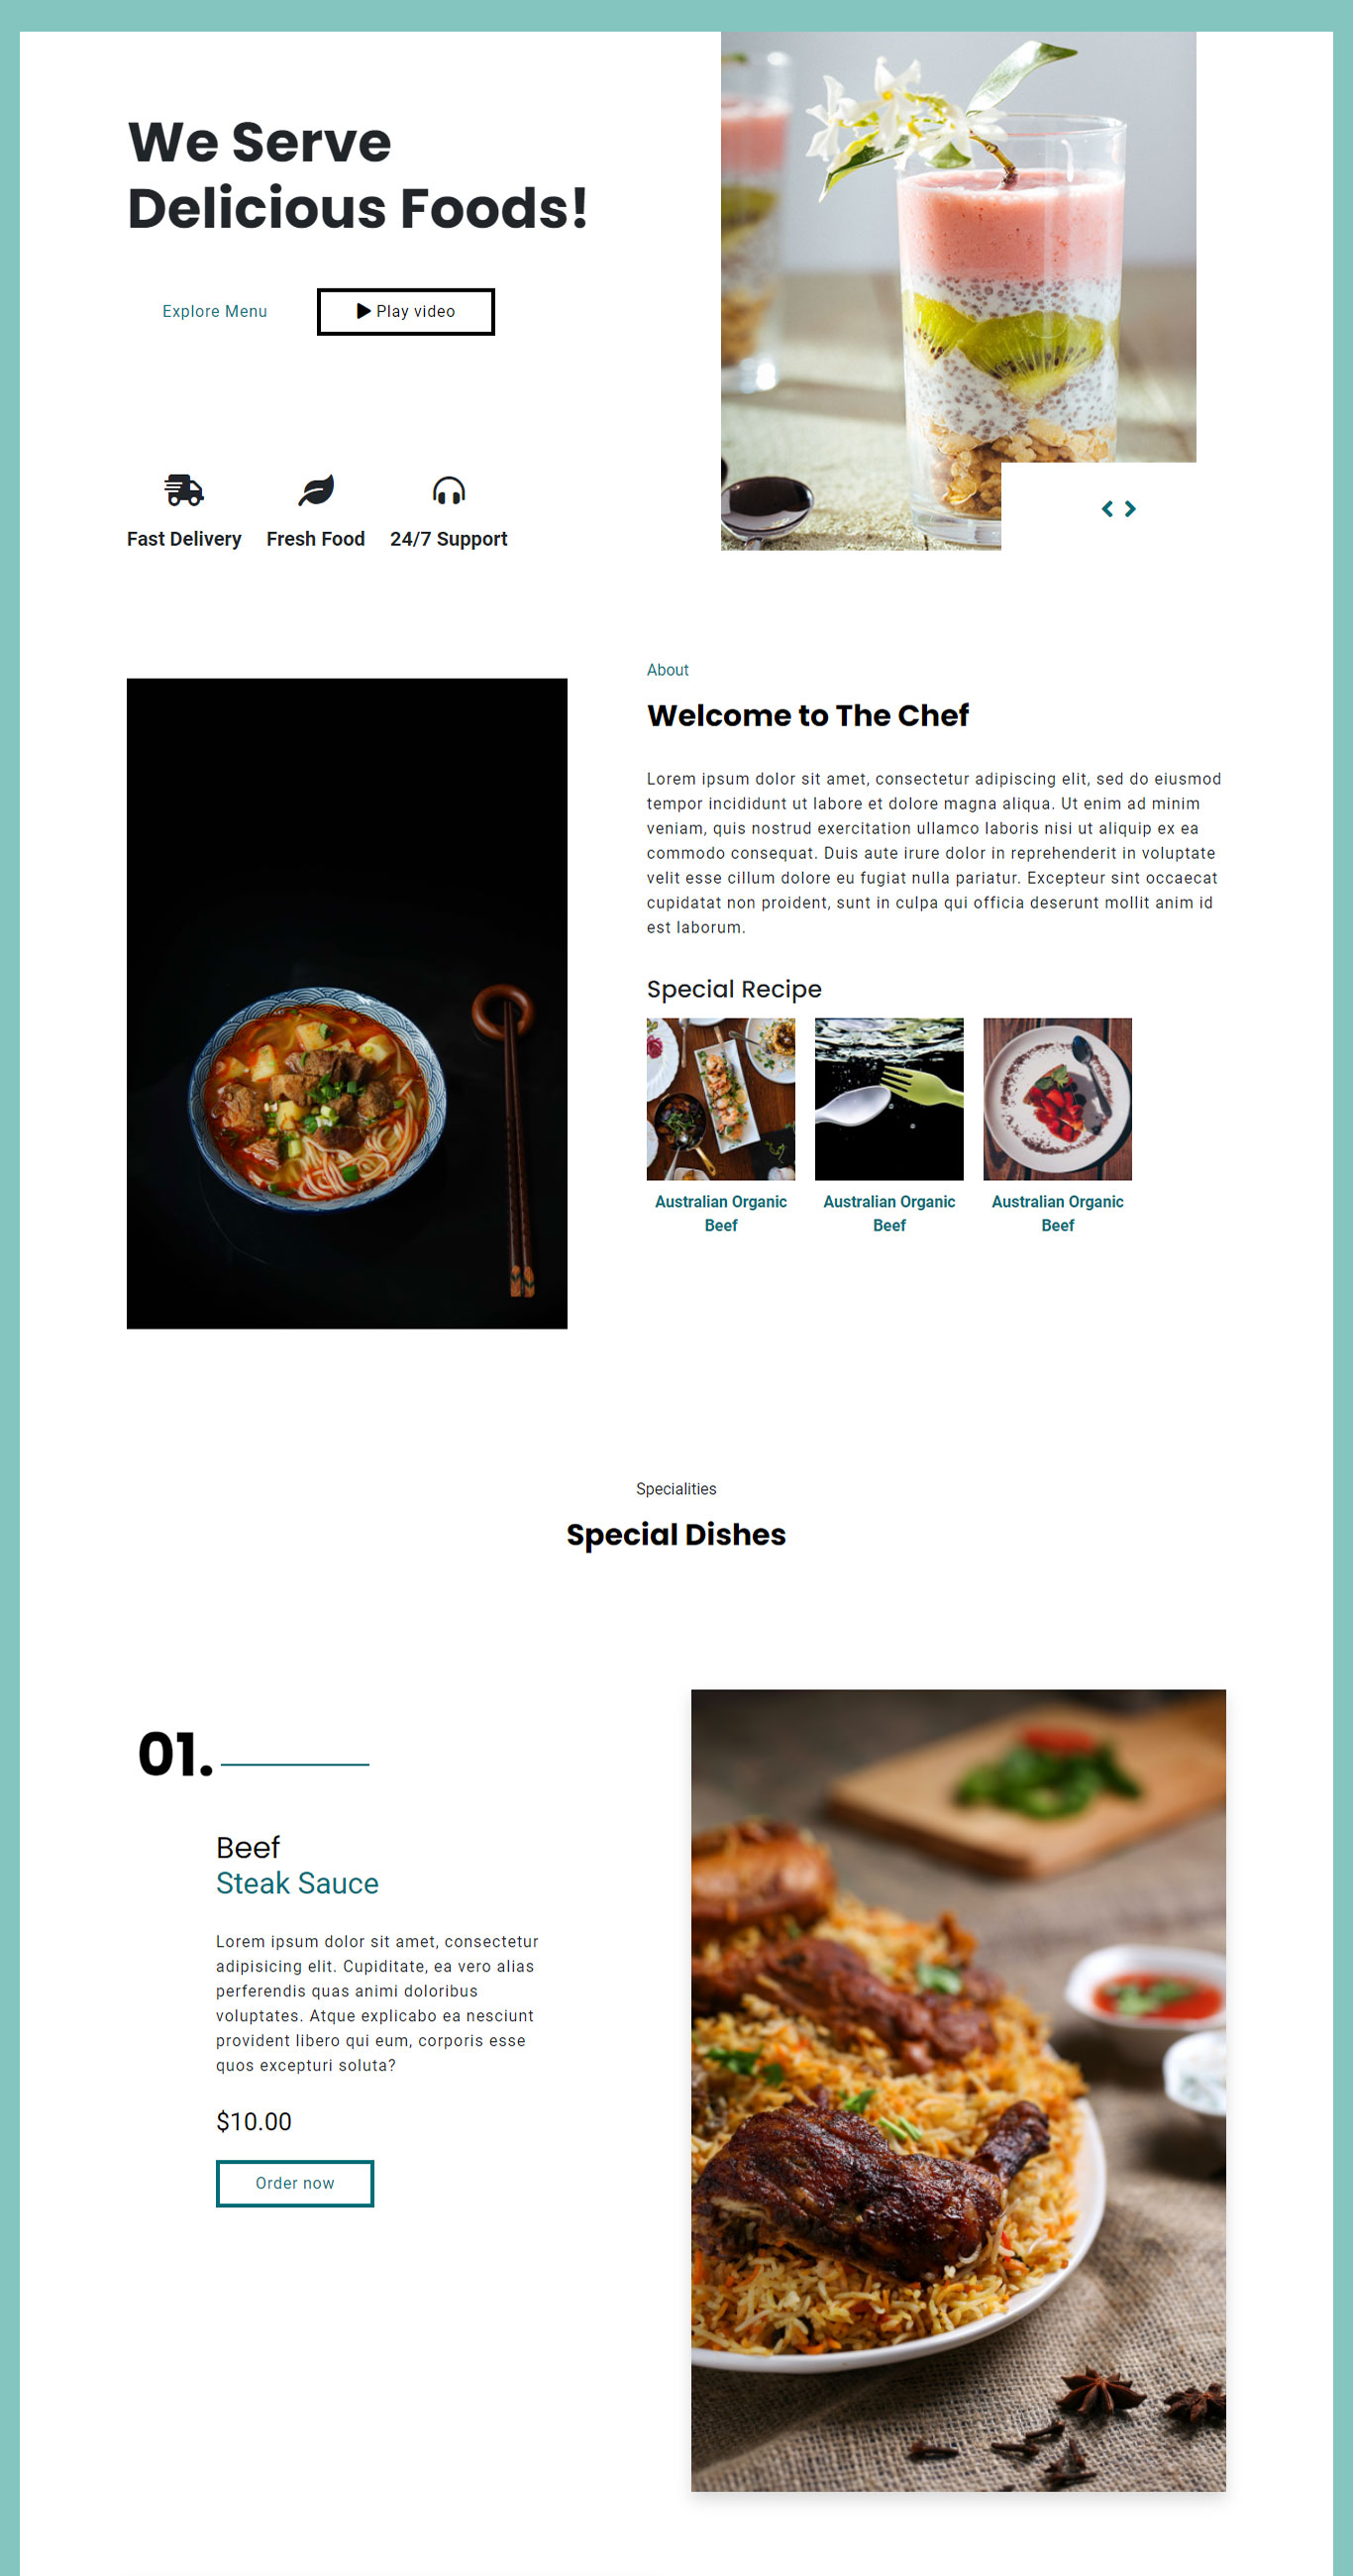 We Serve
Delicious Foods!
Explore Menu
Play video
Fast Delivery
Fresh Food
24/7 Support
About
Welcome to The Chef
Lorem ipsum dolor sit amet, consectetur adipiscing elit, sed do eiusmod
tempor incididunt ut labore et dolore magna aliqua. Ut enim ad minim
veniam, quis nostrud exercitation ullamco laboris nisi ut aliquip ex ea
commodo consequat. Duis aute irure dolor in reprehenderit in voluptate
velit esse cillum dolore eu fugiat nulla pariatur. Excepteur sint occaecat
cupidatat non proident, sunt in culpa qui officia deserunt mollit anim id
est laborum.
Special Recipe
Australian Organic
Beef
Australian Organic
Beef
Australian Organic
Beef
Specialities
Special Dishes
01.
Beef
Steak Sauce
Lorem ipsum dolor sit amet, consectetur
adipisicing elit. Cupiditate, ea vero alias
perferendis quas animi doloribus
voluptates. Atque explicabo ea nesciunt
provident libero qui eum, corporis esse
quos excepturi soluta?
$10.00
Order now